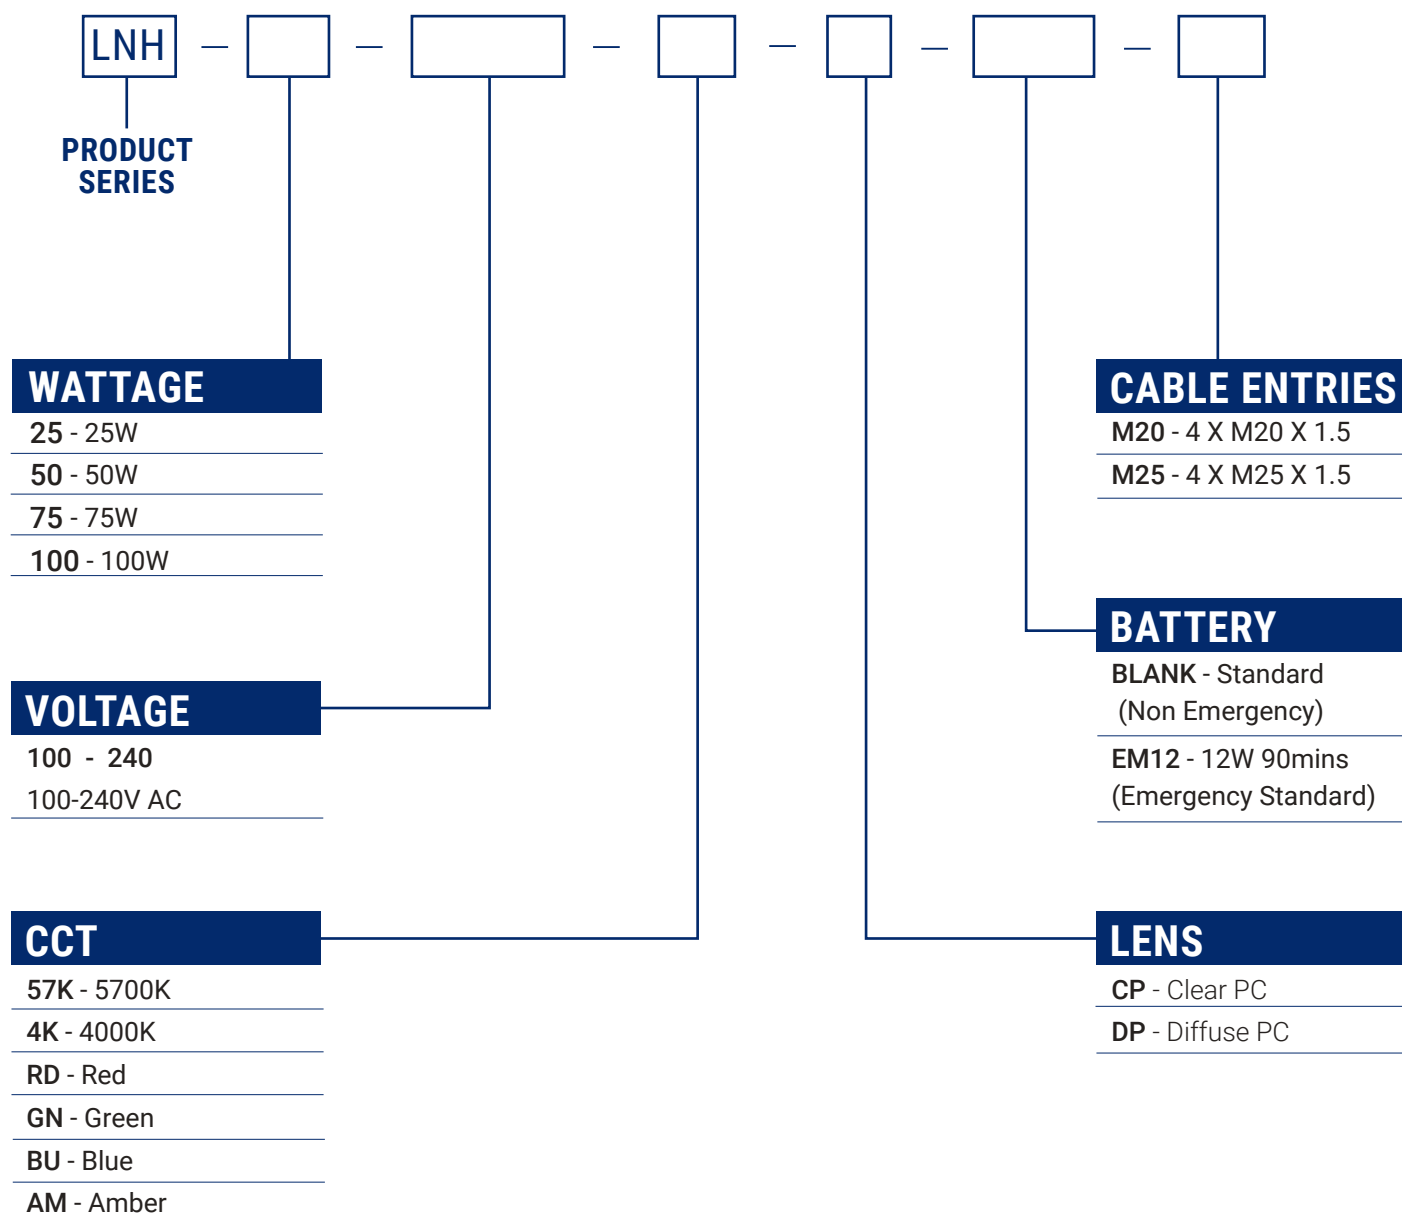 LNH
PRODUCT
SERIES
WATTAGE
25 - 25W
50 - 50W
75 - 75W
100 - 100W
VOLTAGE
100 - 240
100-240V AC
CCT
57K - 5700K
4K - 4000K
RD - Red
GN - Green
BU - Blue
AM - Amber
CABLE ENTRIES
M20 - 4 X M20 X 1.5
M25 - 4 X M25 X 1.5
BATTERY
BLANK - Standard
(Non Emergency)
EM12 - 12W 90mins
(Emergency Standard)
LENS
CP - Clear PC
DP - Diffuse PC